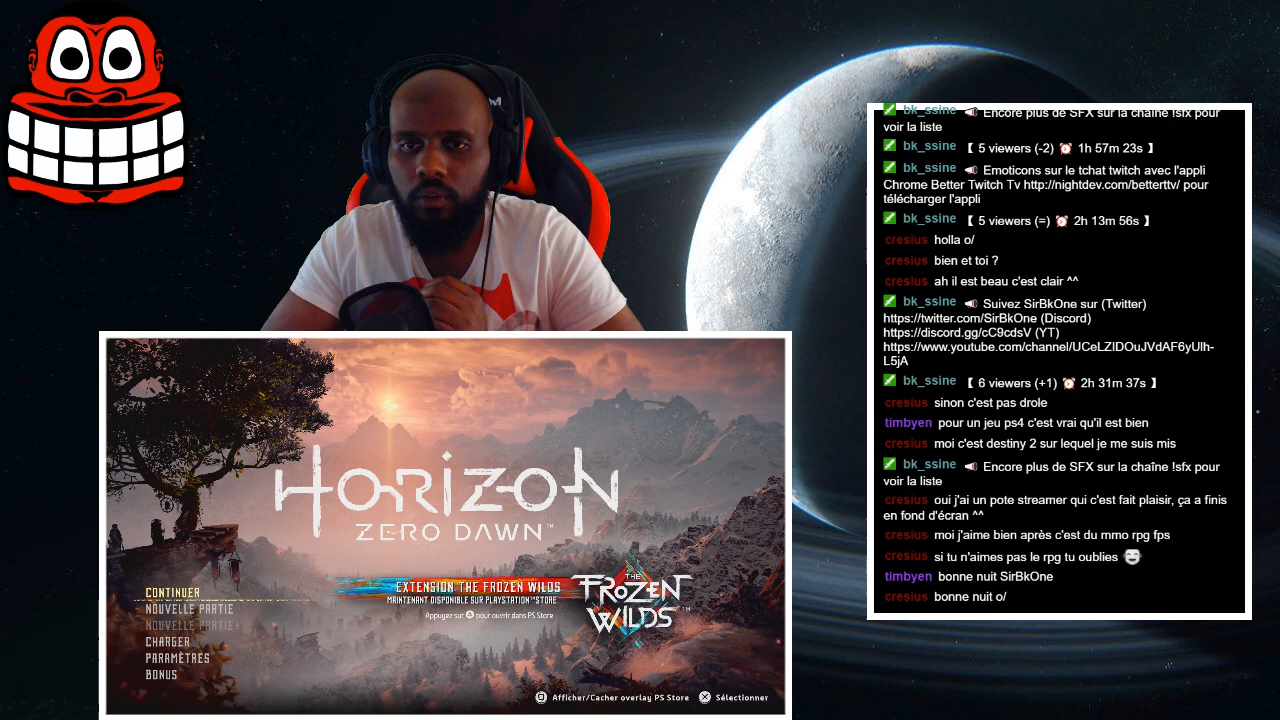 bk_ssine Encore plus de SFX sur la chaîne !sfx pour
voir la liste
bk_ssine 【 5 viewers (-2) ⏰ 1h 57m 23s 】
bk_ssine Emoticons sur le tchat twitch avec l'appli
Chrome Better Twitch Tv http://nightdev.com/betterttv/ pour
télécharger l'appli
bk_ssine 【 5 viewers (=) ⏰ 2h 13m 56s 】
cresius holla o/
cresius bien et toi ?
cresius ah il est beau c'est clair ^^
bk_ssine Suivez SirBkOne sur (Twitter)
https://twitter.com/SirBkOne (Discord)
https://discord.gg/cC9cdsV (YT)
https://www.youtube.com/channel/UCeLZIDOuJVdAF6yUlh-
L5jA
bk_ssine 【 6 viewers (+1) ⏰ 2h 31m 37s 】
cresius sinon c'est pas drole
timbyen pour un jeu ps4 c'est vrai qu'il est bien
cresius moi c'est destiny 2 sur lequel je me suis mis
bk_ssine Encore plus de SFX sur la chaîne !sfx pour
voir la liste
cresius oui j'ai un pote streamer qui c'est fait plaisir, ça a finis
en fond d'écran ^^
cresius moi j'aime bien après c'est du mmo rpg fps
cresius si tu n'aimes pas le rpg tu oublies
timbyen bonne nuit SirBkOne
cresius bonne nuit o/
HORIZON
ZERO DAWN™
EXTENSION THE FROZEN WILDS
MAINTENANT DISPONIBLE SUR PLAYSTATION™STORE
Appuyez sur pour ouvrir dans PS Store
THE
FROZEN
WILDS™
CONTINUER
NOUVELLE PARTIE
NOUVELLE PARTIE+
CHARGER
PARAMÈTRES
BONUS
Afficher/Cacher overlay PS Store Sélectionner